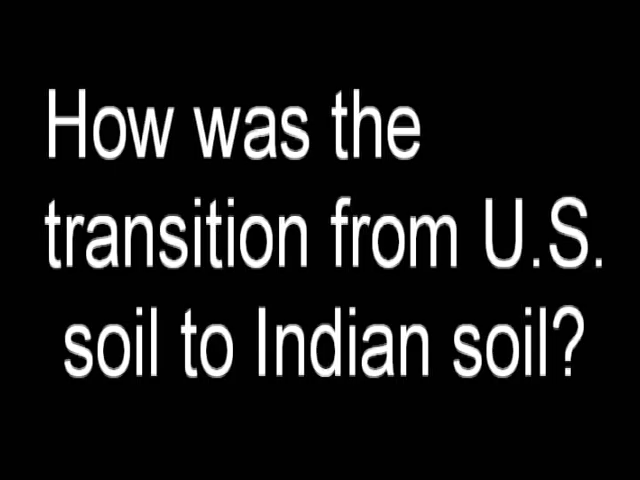 How was the
transition from U.S.
soil to Indian soil?